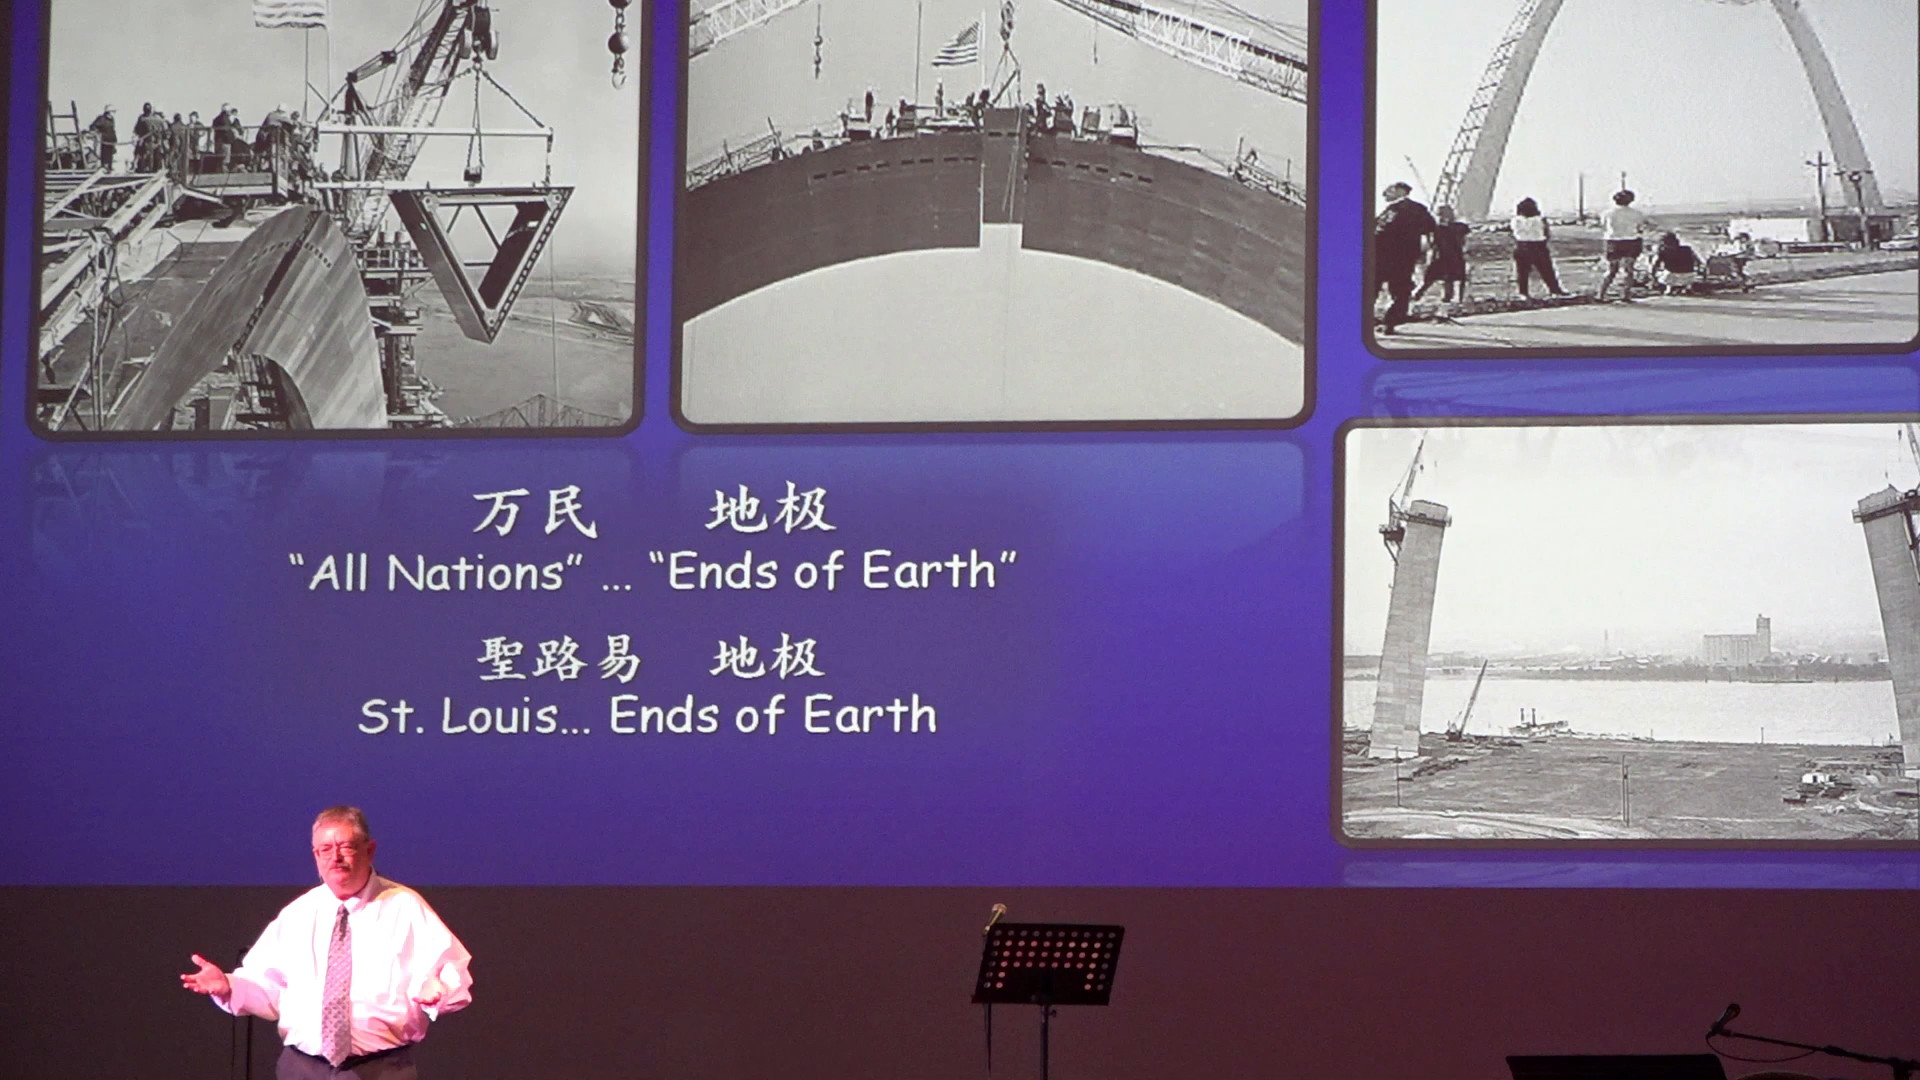 万民 地极
“All Nations” ... “Ends of Earth”
聖路易 地极
St. Louis... Ends of Earth